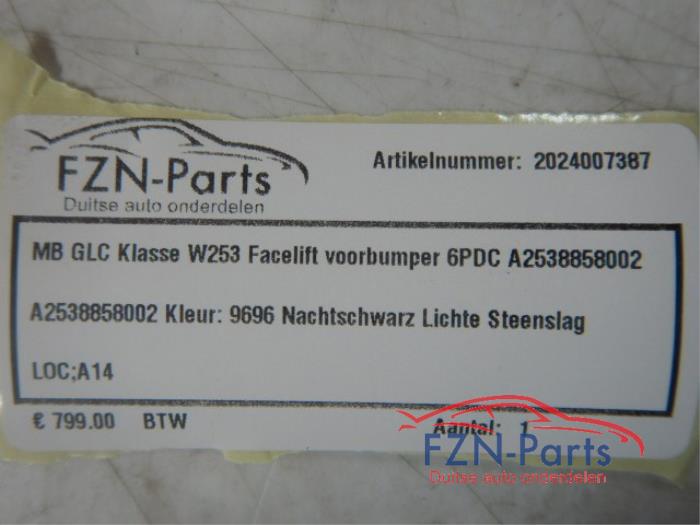 FZN-Parts
Duitse auto onderdelen
Artikelnummer: 2024007387
MB GLC Klasse W253 Facelift voorbumper 6PDC A2538858002
A2538858002 Kleur: 9696 Nachtschwarz Lichte Steenslag
LOC;A14
€ 799.00 BTW
Aantal: 1
FZN-Parts
Duitse auto onderdelen